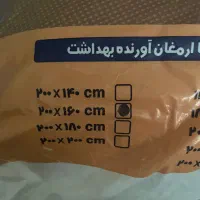 ا ارمغان آورنده بهداشت
۲۰۰ X ۱۴۰ cm
۲۰۰ X ۱۶۰ cm
۲۰۰ X ۱۸۰ cm
۲۰۰ X ۲۰۰ cm